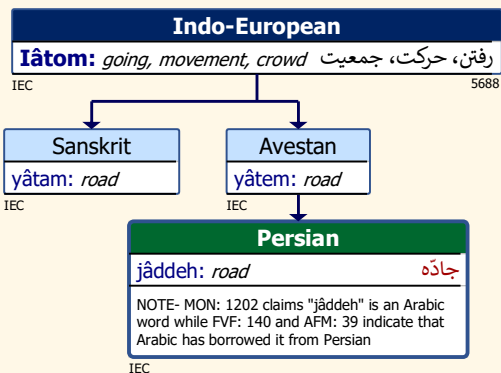 Indo-European
Iâtom: going, movement, crowd رفتن، حرکت، جمعیت
IEC 5688
Sanskrit
yâtam: road
IEC
Avestan
yâtem: road
IEC
Persian
jâddeh: road جادّه
NOTE- MON: 1202 claims "jâddeh" is an Arabic
word while FVF: 140 and AFM: 39 indicate that
Arabic has borrowed it from Persian
IEC